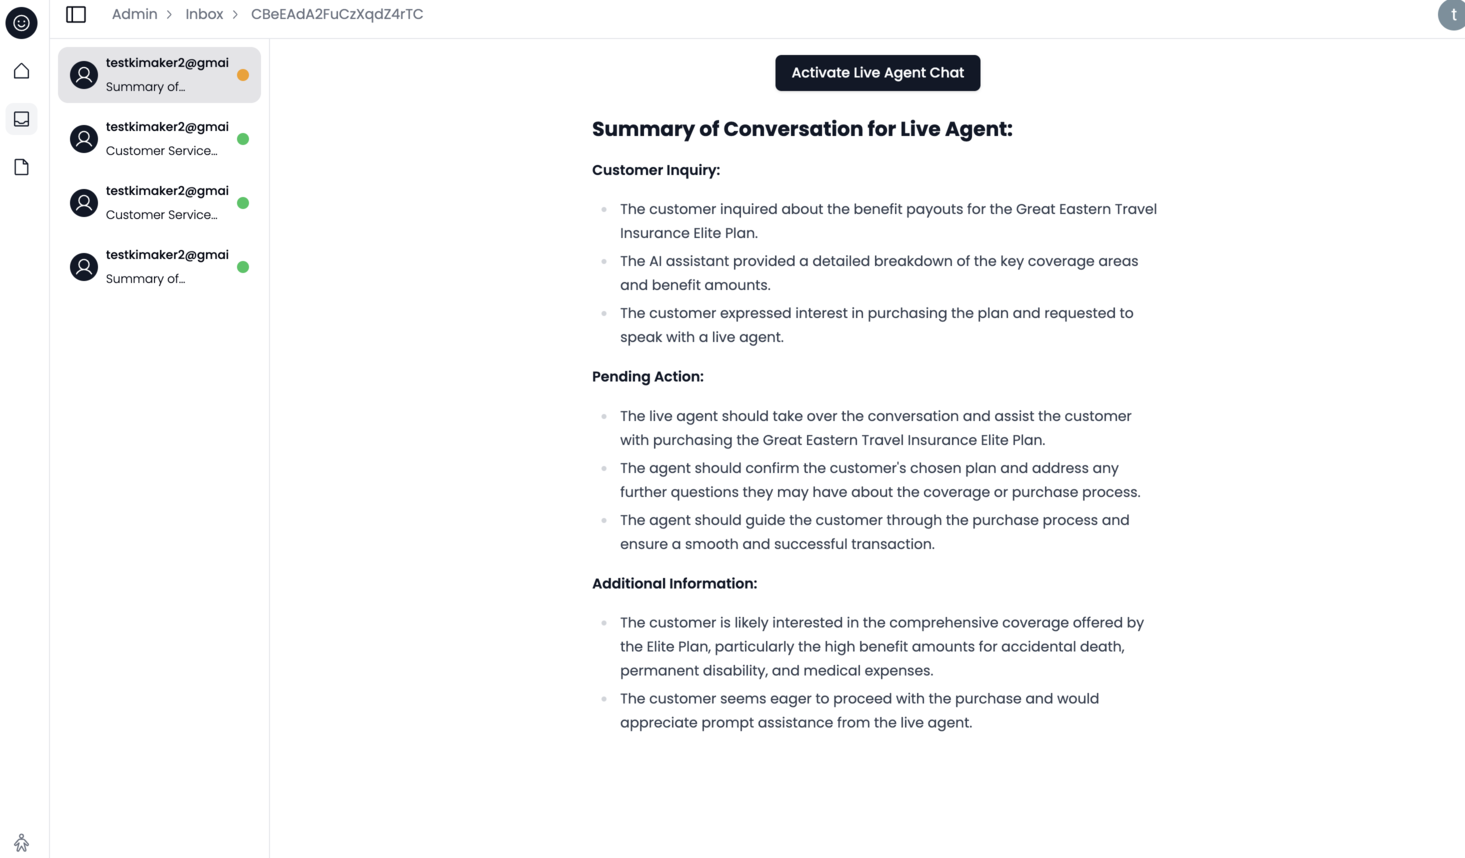 Admin > Inbox > CBeEAdA2FuCzXqdZ4rTC
t
testkimaker2@gmai
Summary of...
testkimaker2@gmai
Customer Service...
testkimaker2@gmai
Customer Service...
testkimaker2@gmai
Summary of...
Activate Live Agent Chat
Summary of Conversation for Live Agent:
Customer Inquiry:
The customer inquired about the benefit payouts for the Great Eastern Travel
Insurance Elite Plan.
The AI assistant provided a detailed breakdown of the key coverage areas
and benefit amounts.
The customer expressed interest in purchasing the plan and requested to
speak with a live agent.
Pending Action:
The live agent should take over the conversation and assist the customer
with purchasing the Great Eastern Travel Insurance Elite Plan.
The agent should confirm the customer's chosen plan and address any
further questions they may have about the coverage or purchase process.
The agent should guide the customer through the purchase process and
ensure a smooth and successful transaction.
Additional Information:
The customer is likely interested in the comprehensive coverage offered by
the Elite Plan, particularly the high benefit amounts for accidental death,
permanent disability, and medical expenses.
The customer seems eager to proceed with the purchase and would
appreciate prompt assistance from the live agent.